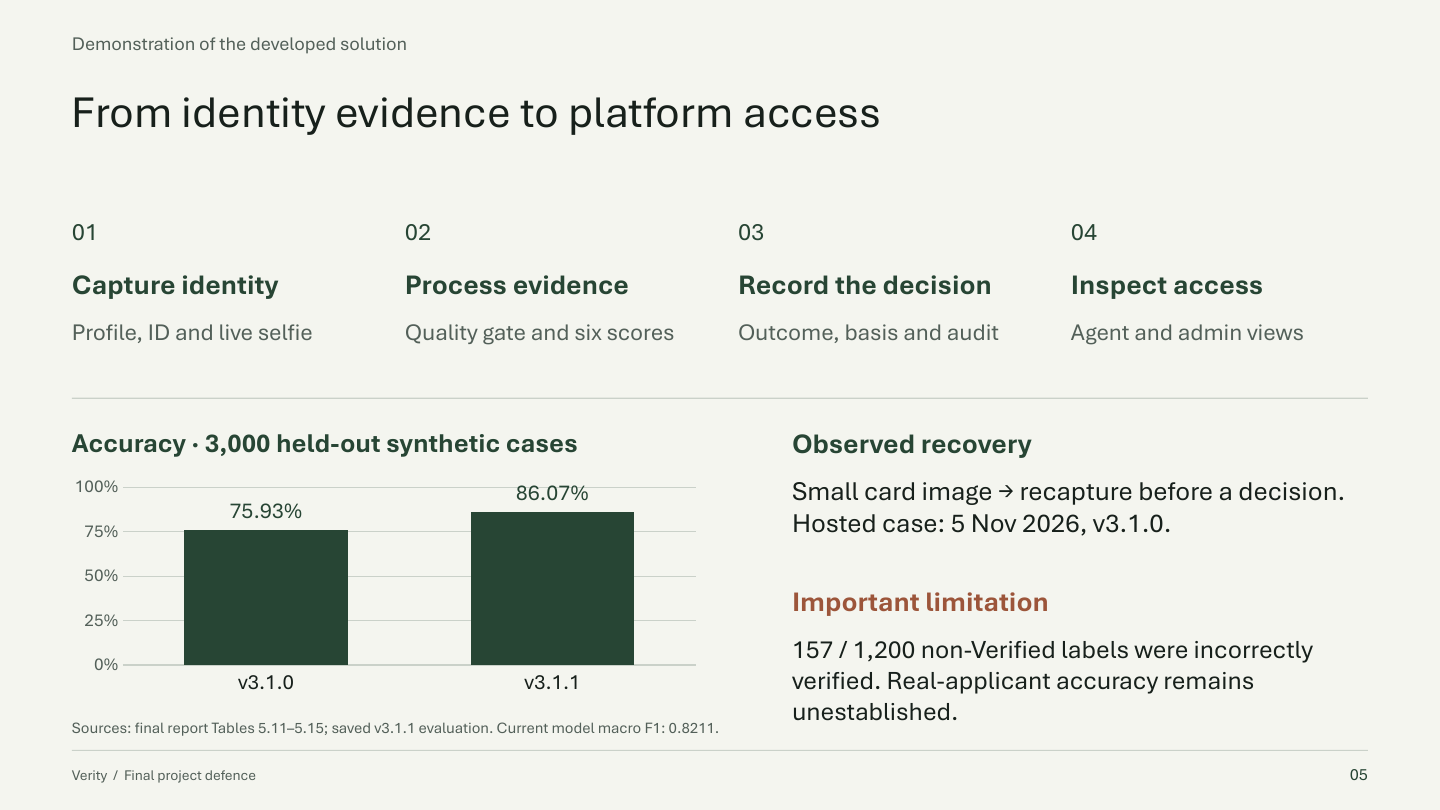 Demonstration of the developed solution
From identity evidence to platform access
01
Capture identity
Profile, ID and live selfie
02
Process evidence
Quality gate and six scores
03
Record the decision
Outcome, basis and audit
04
Inspect access
Agent and admin views
Accuracy · 3,000 held-out synthetic cases
100%
75%
50%
25%
0%
75.93%
86.07%
v3.1.0
v3.1.1
Sources: final report Tables 5.11–5.15; saved v3.1.1 evaluation. Current model macro F1: 0.8211.
Observed recovery
Small card image → recapture before a decision.
Hosted case: 5 Nov 2026, v3.1.0.
Important limitation
157 / 1,200 non-Verified labels were incorrectly
verified. Real-applicant accuracy remains
unestablished.
Verity / Final project defence
05